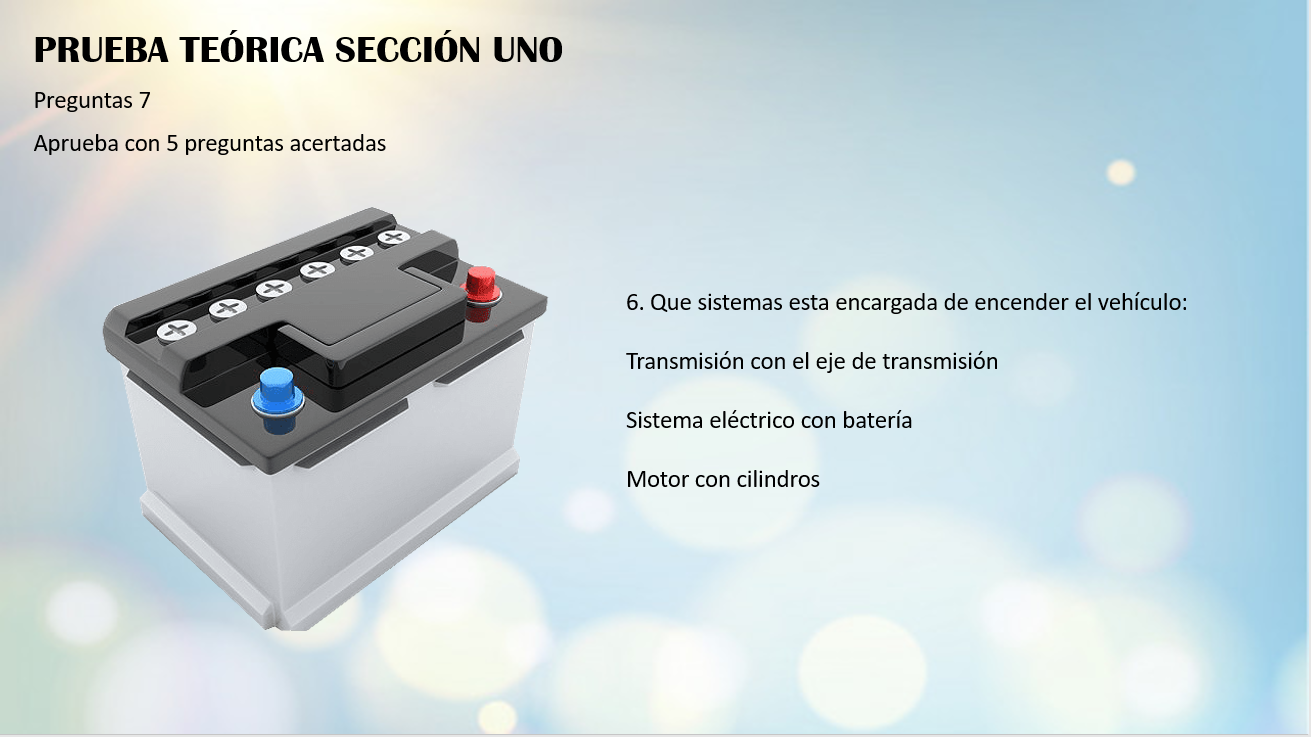 PRUEBA TEÓRICA SECCIÓN UNO
Preguntas 7
Aprueba con 5 preguntas acertadas
6. Que sistemas esta encargada de encender el vehículo:
Transmisión con el eje de transmisión
Sistema eléctrico con batería
Motor con cilindros